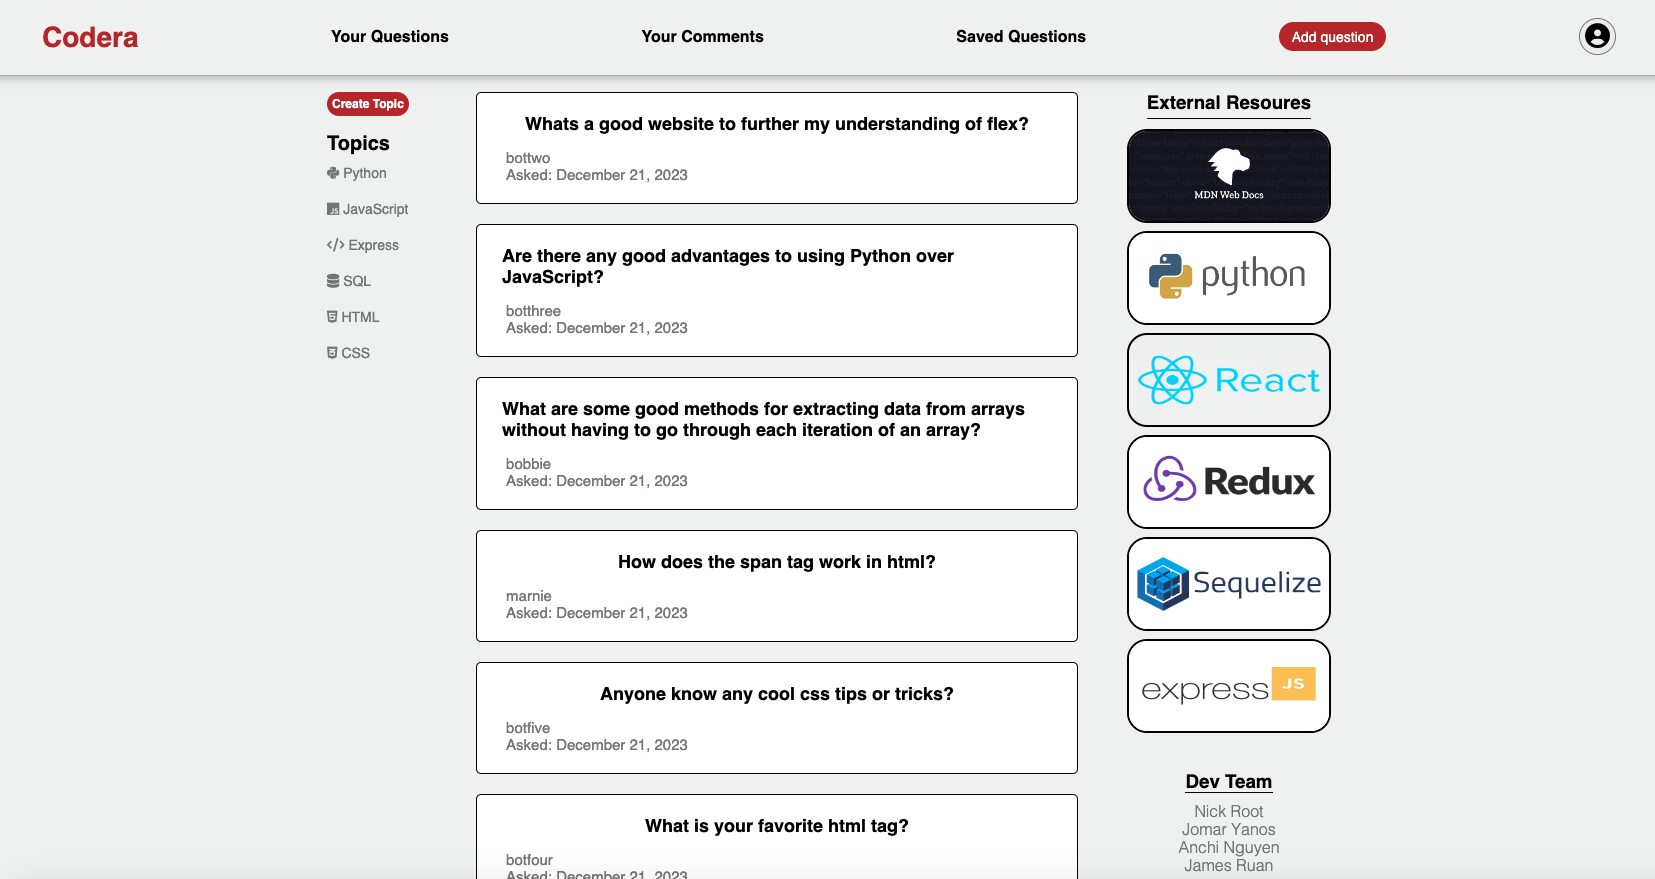 Codera
Your Questions
Your Comments
Saved Questions
Add question
Create Topic
Topics
Python
JavaScript
Express
SQL
HTML
CSS
Whats a good website to further my understanding of flex?
bottwo
Asked: December 21, 2023
Are there any good advantages to using Python over
JavaScript?
botthree
Asked: December 21, 2023
What are some good methods for extracting data from arrays
without having to go through each iteration of an array?
bobbie
Asked: December 21, 2023
How does the span tag work in html?
marnie
Asked: December 21, 2023
Anyone know any cool css tips or tricks?
botfive
Asked: December 21, 2023
What is your favorite html tag?
botfour
Asked: December 21, 2023
External Resoures
MDN Web Docs
python
React
Redux
Sequelize
express JS
Dev Team
Nick Root
Jomar Yanos
Anchi Nguyen
James Ruan